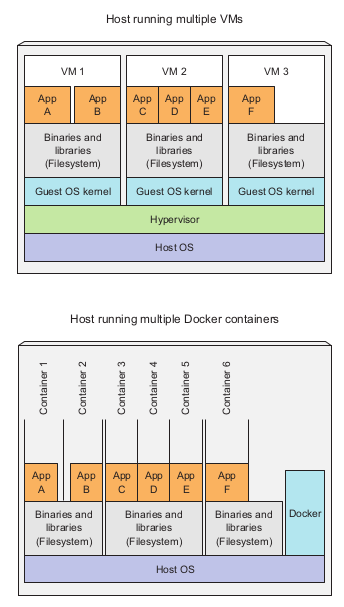 Host running multiple VMs
VM 1
VM 2
VM 3
App A
App B
App C
App D
App E
App F
Binaries and
libraries
(Filesystem)
Binaries and
libraries
(Filesystem)
Binaries and
libraries
(Filesystem)
Guest OS kernel
Guest OS kernel
Guest OS kernel
Hypervisor
Host OS
Host running multiple Docker containers
Container 1
Container 2
Container 3
Container 4
Container 5
Container 6
App A
App B
App C
App D
App E
App F
Binaries and
libraries
(Filesystem)
Binaries and
libraries
(Filesystem)
Binaries and
libraries
(Filesystem)
Docker
Host OS